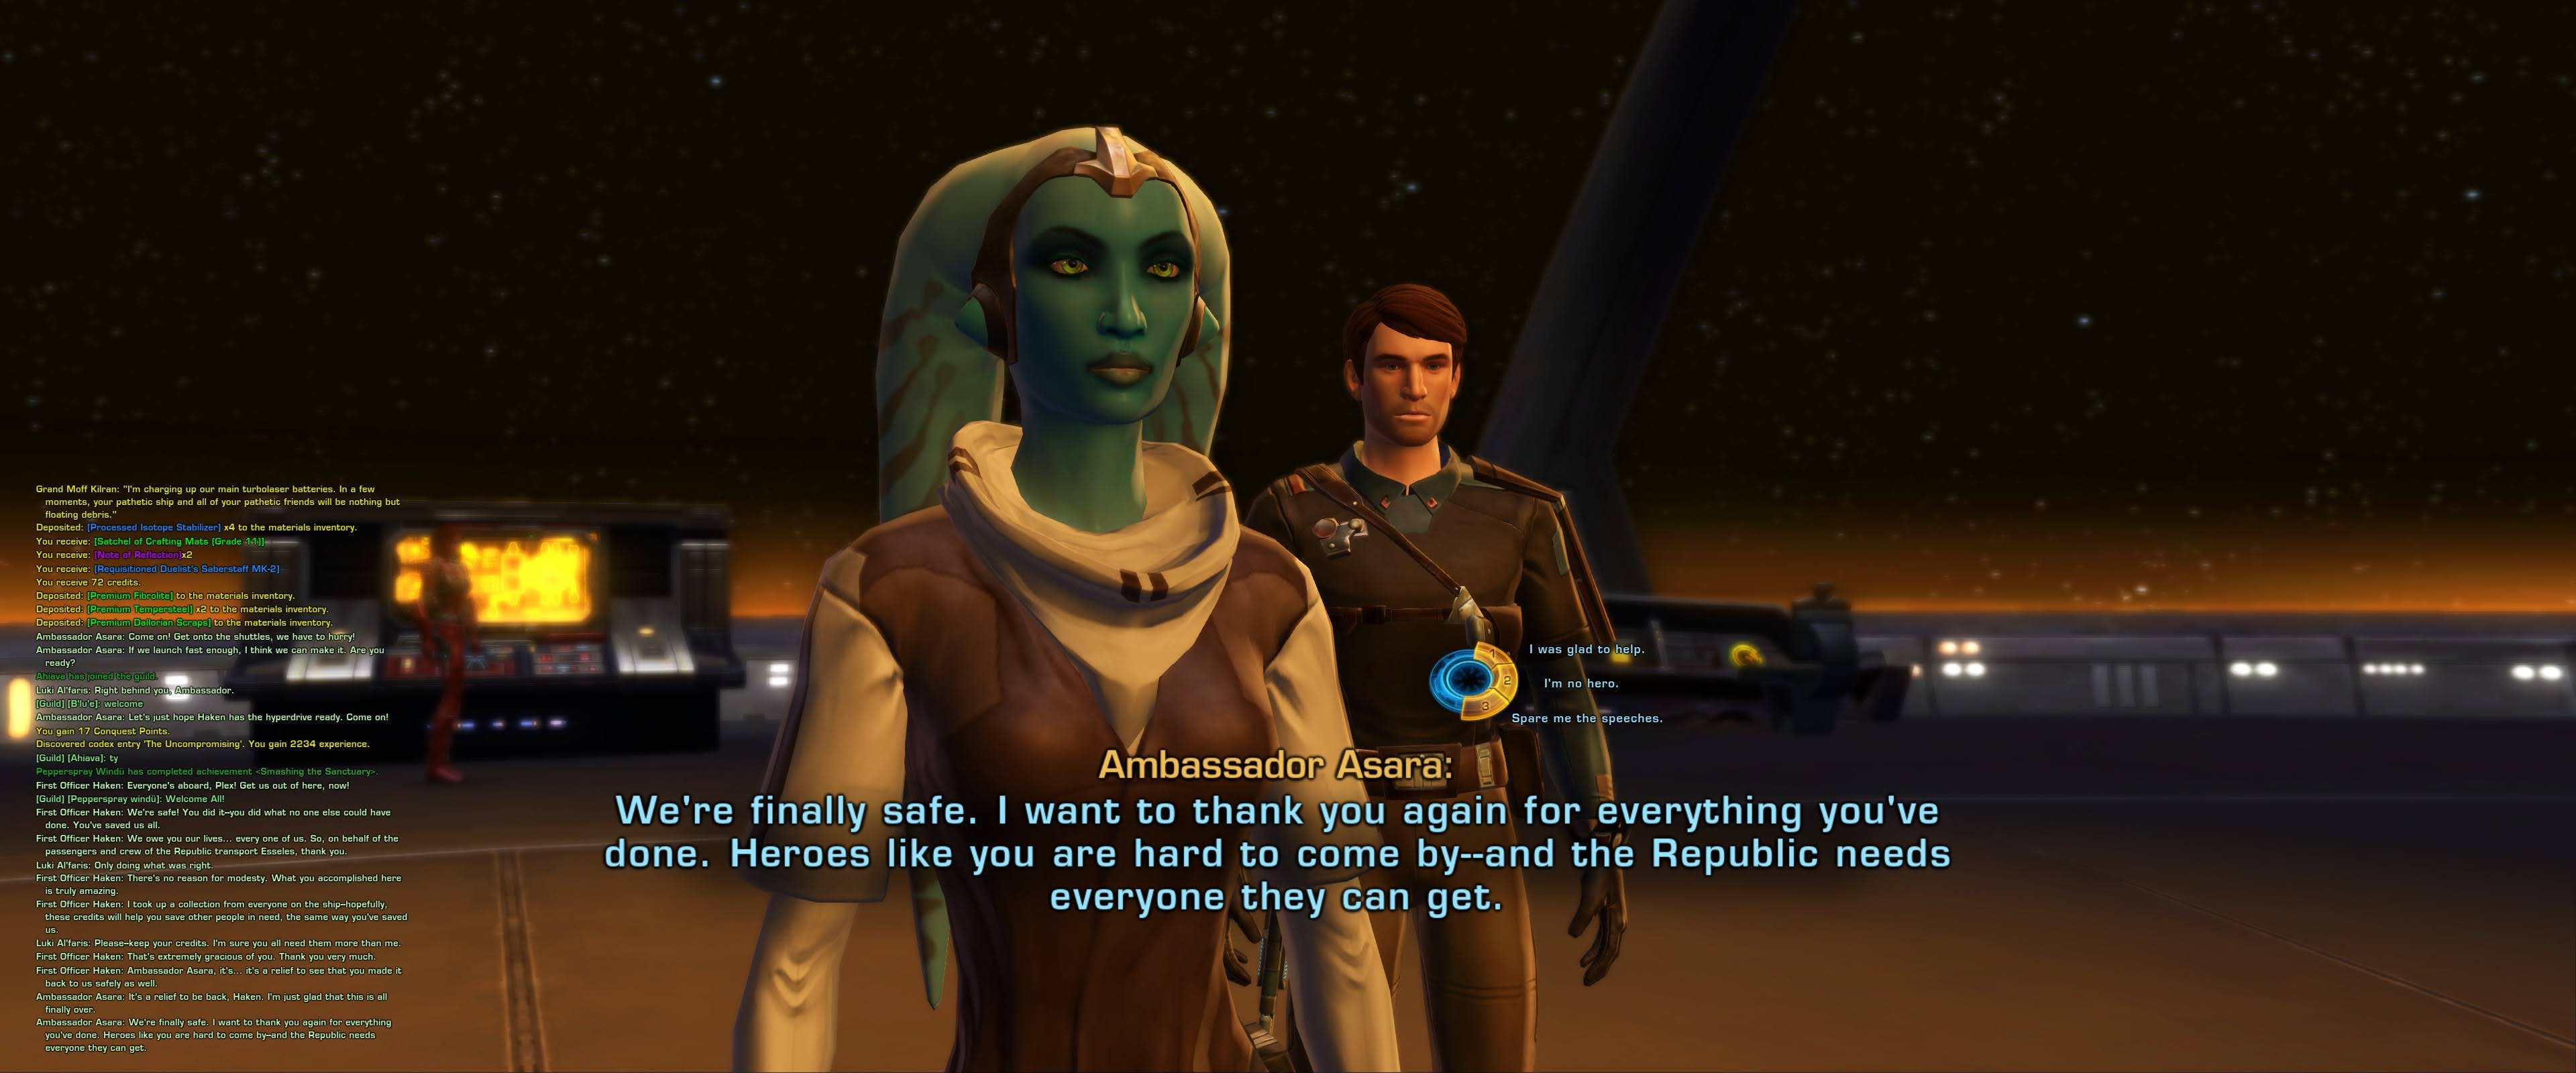 Grand Moff Kilran: "I'm charging up our main turbolaser batteries. In a few
moments, your pathetic ship and all of your pathetic friends will be nothing but
floating debris."
Deposited: [Processed Isotope Stabilizer] x4 to the materials inventory.
You receive: [Satchel of Crafting Mats [Grade 11]]
You receive: [Note of Reflection]x2
You receive: [Requisitioned Duelist's Saberstaff MK-2]
You receive 72 credits.
Deposited: [Premium Fibrolite] to the materials inventory.
Deposited: [Premium Tempersteel] x2 to the materials inventory.
Deposited: [Premium Dallorian Scraps] to the materials inventory.
Ambassador Asara: Come on! Get onto the shuttles, we have to hurry!
Ambassador Asara: If we launch fast enough, I think we can make it. Are you
ready?
Ahiava has joined the guild.
Luki Al'faris: Right behind you, Ambassador.
[Guild] [B'lu'e]: welcome
Ambassador Asara: Let's just hope Haken has the hyperdrive ready. Come on!
You gain 17 Conquest Points.
Discovered codex entry 'The Uncompromising'. You gain 2234 experience.
[Guild] [Ahiava]: ty
Pepperspray Windü has completed achievement <Smashing the Sanctuary>.
First Officer Haken: Everyone's aboard, Plex! Get us out of here, now!
[Guild] [Pepperspray windü]: Welcome All!
First Officer Haken: We're safe! You did it—you did what no one else could have
done. You've saved us all.
First Officer Haken: We owe you our lives... every one of us. So, on behalf of the
passengers and crew of the Republic transport Esseles, thank you.
Luki Al'faris: Only doing what was right.
First Officer Haken: There's no reason for modesty. What you accomplished here
is truly amazing.
First Officer Haken: I took up a collection from everyone on the ship—hopefully,
these credits will help you save other people in need, the same way you've saved
us.
Luki Al'faris: Please—keep your credits. I'm sure you all need them more than me.
First Officer Haken: That's extremely gracious of you. Thank you very much.
First Officer Haken: Ambassador Asara, it's... it's a relief to see that you made it
back to us safely as well.
Ambassador Asara: It's a relief to be back, Haken. I'm just glad that this is all
finally over.
Ambassador Asara: We're finally safe. I want to thank you again for everything
you've done. Heroes like you are hard to come by—and the Republic needs
everyone they can get.
1 I was glad to help.
2 I'm no hero.
3 Spare me the speeches.
Ambassador Asara:
We're finally safe. I want to thank you again for everything you've
done. Heroes like you are hard to come by--and the Republic needs
everyone they can get.